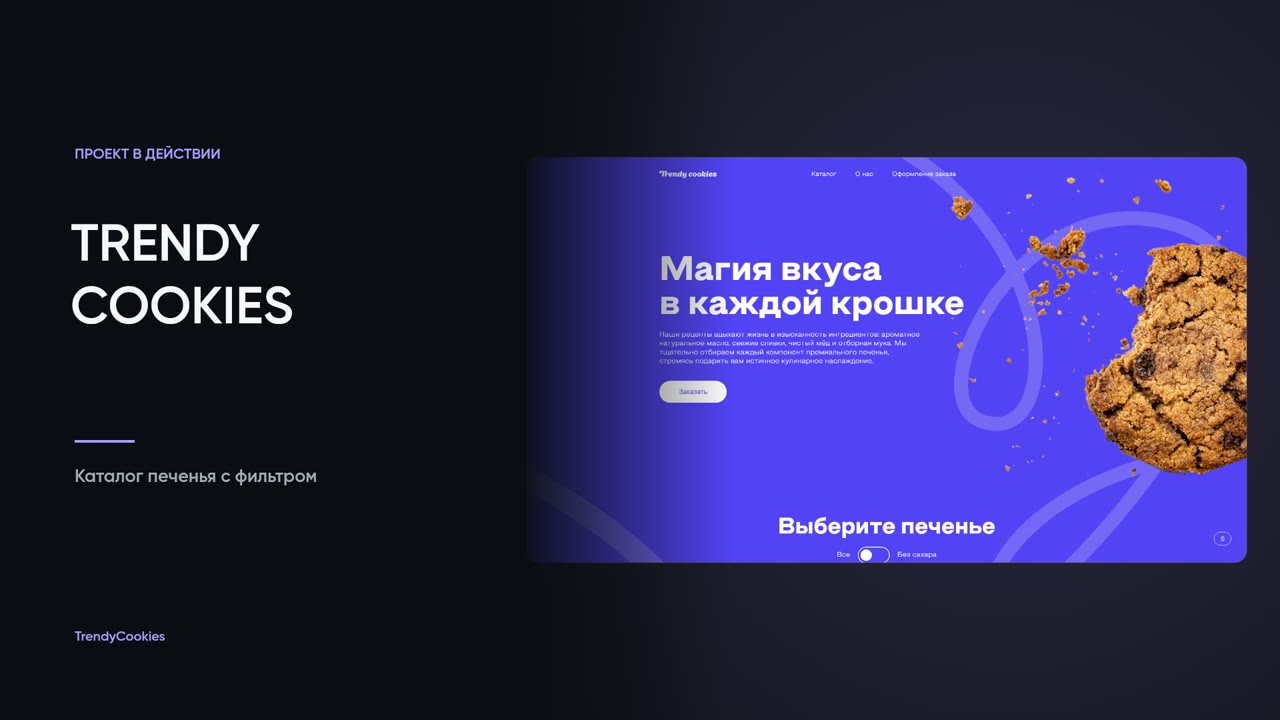 ПРОЕКТ В ДЕЙСТВИИ
TRENDY
COOKIES
Каталог печенья с фильтром
TrendyCookies
Trendy cookies
Каталог О нас Оформление заказа
Магия вкуса
в каждой крошке
Наши рецепты вдыхают жизнь в изысканность ингредиентов: ароматное
натуральное масло, свежие сливки, чистый мёд и отборная мука. Мы
тщательно отбираем каждый компонент премиального печенья,
стремясь подарить вам истинное кулинарное наслаждение.
Заказать
Выберите печенье
Все Без сахара
S